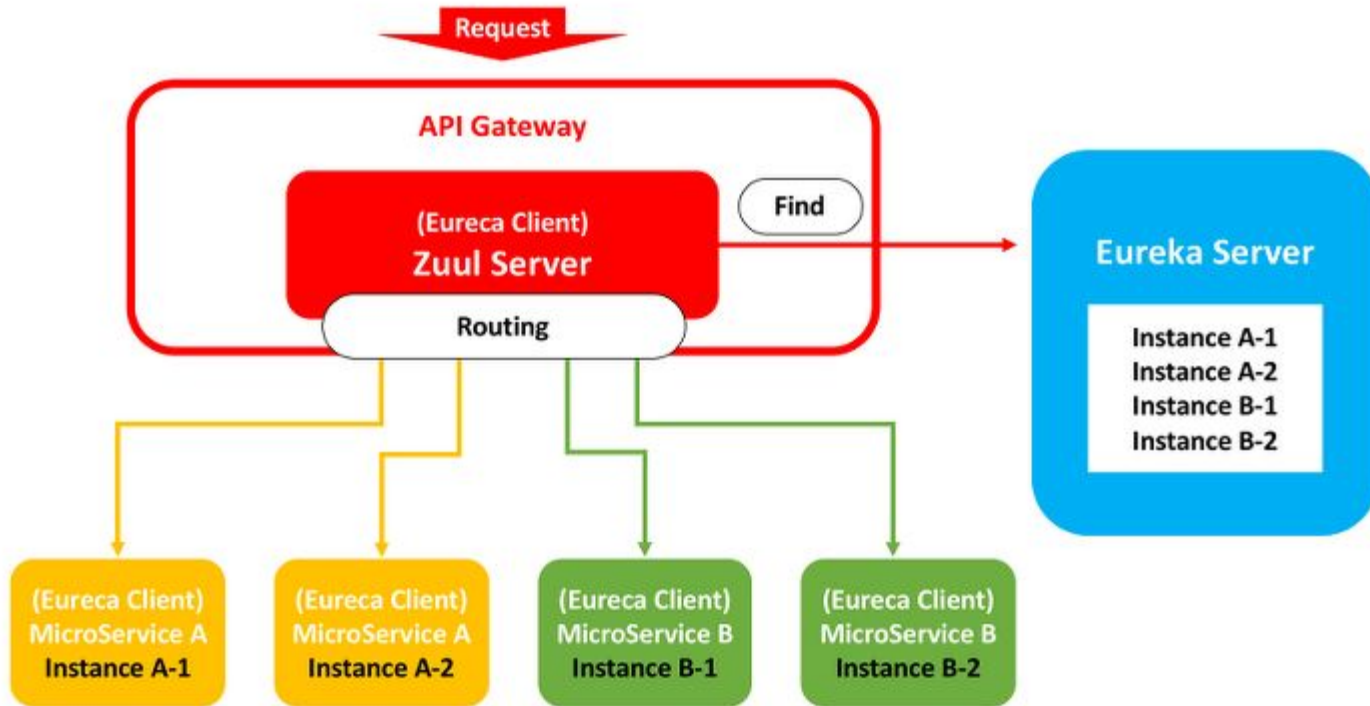 Request
API Gateway
(Eureca Client)
Zuul Server
Find
Routing
Eureka Server
Instance A-1
Instance A-2
Instance B-1
Instance B-2
(Eureca Client)
MicroService A
Instance A-1
(Eureca Client)
MicroService A
Instance A-2
(Eureca Client)
MicroService B
Instance B-1
(Eureca Client)
MicroService B
Instance B-2